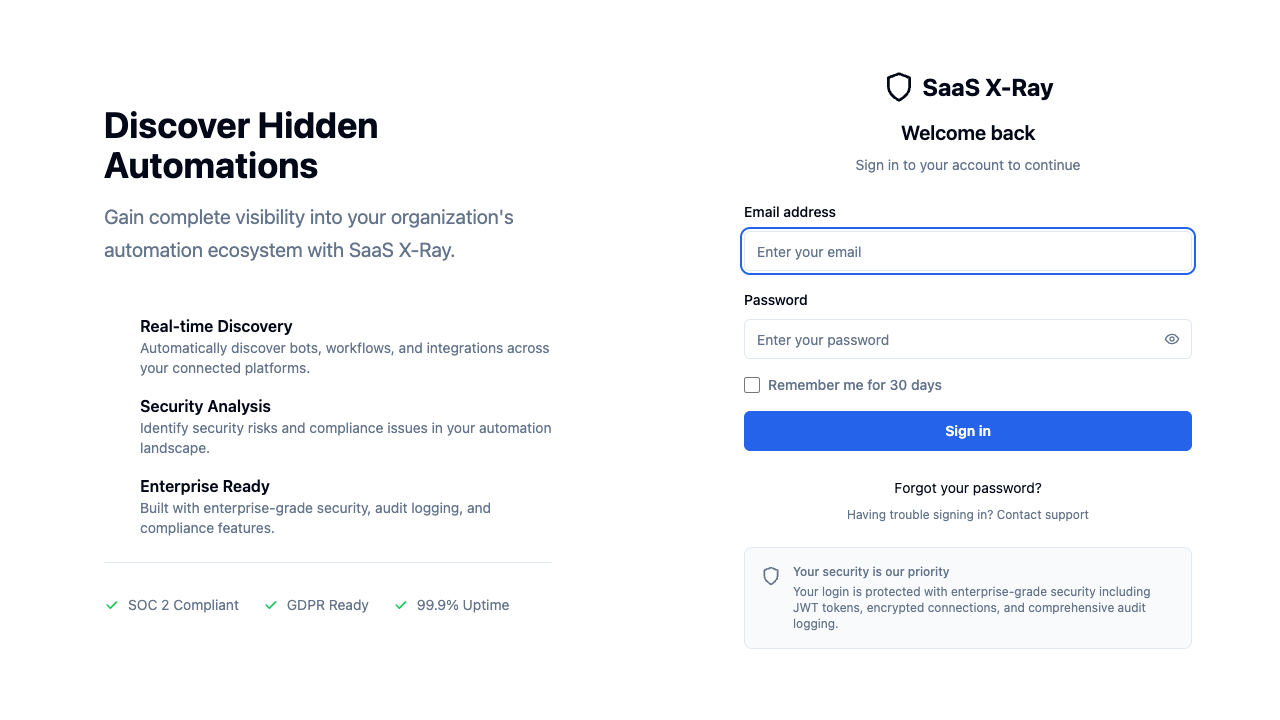 Discover Hidden
Automations
Gain complete visibility into your organization's
automation ecosystem with SaaS X-Ray.
Real-time Discovery
Automatically discover bots, workflows, and integrations across
your connected platforms.
Security Analysis
Identify security risks and compliance issues in your automation
landscape.
Enterprise Ready
Built with enterprise-grade security, audit logging, and
compliance features.
SOC 2 Compliant
GDPR Ready
99.9% Uptime
SaaS X-Ray
Welcome back
Sign in to your account to continue
Email address
Enter your email
Password
Enter your password
Remember me for 30 days
Sign in
Forgot your password?
Having trouble signing in? Contact support
Your security is our priority
Your login is protected with enterprise-grade security including
JWT tokens, encrypted connections, and comprehensive audit
logging.